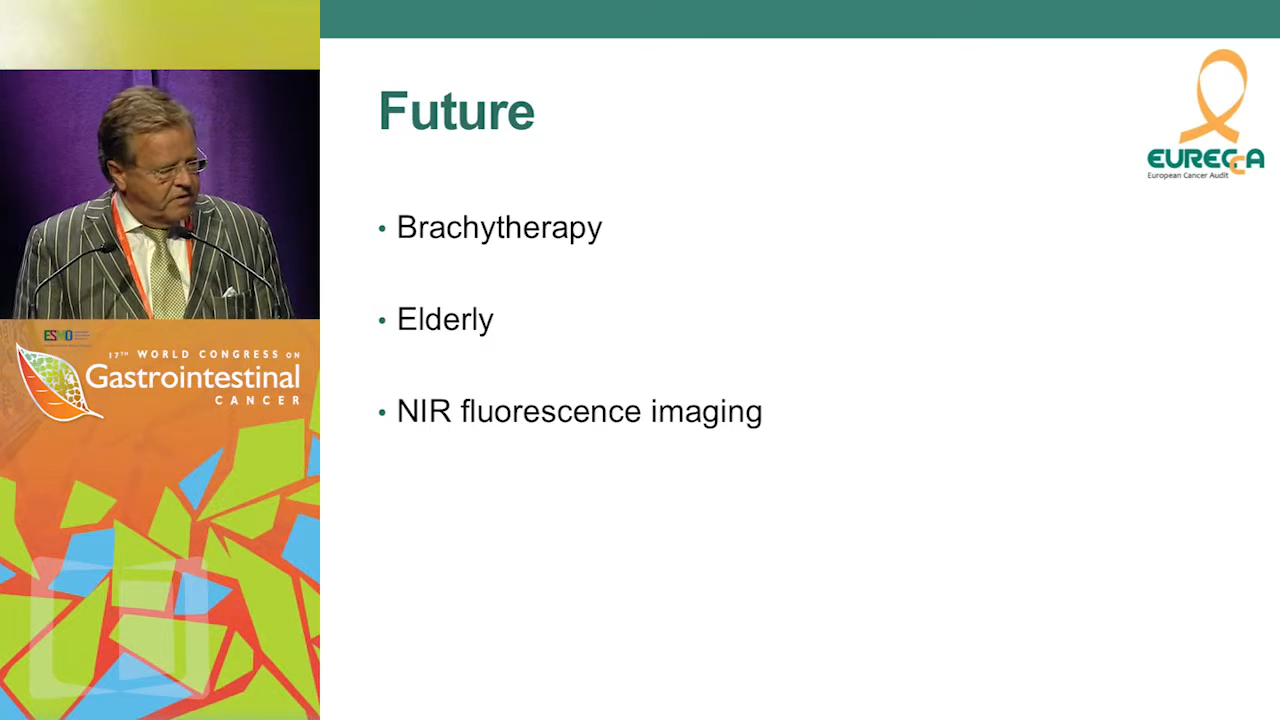 Future
EURECCA
European Cancer Audit
• Brachytherapy
• Elderly
• NIR fluorescence imaging
ESMO
17TH WORLD CONGRESS ON
Gastrointestinal
CANCER